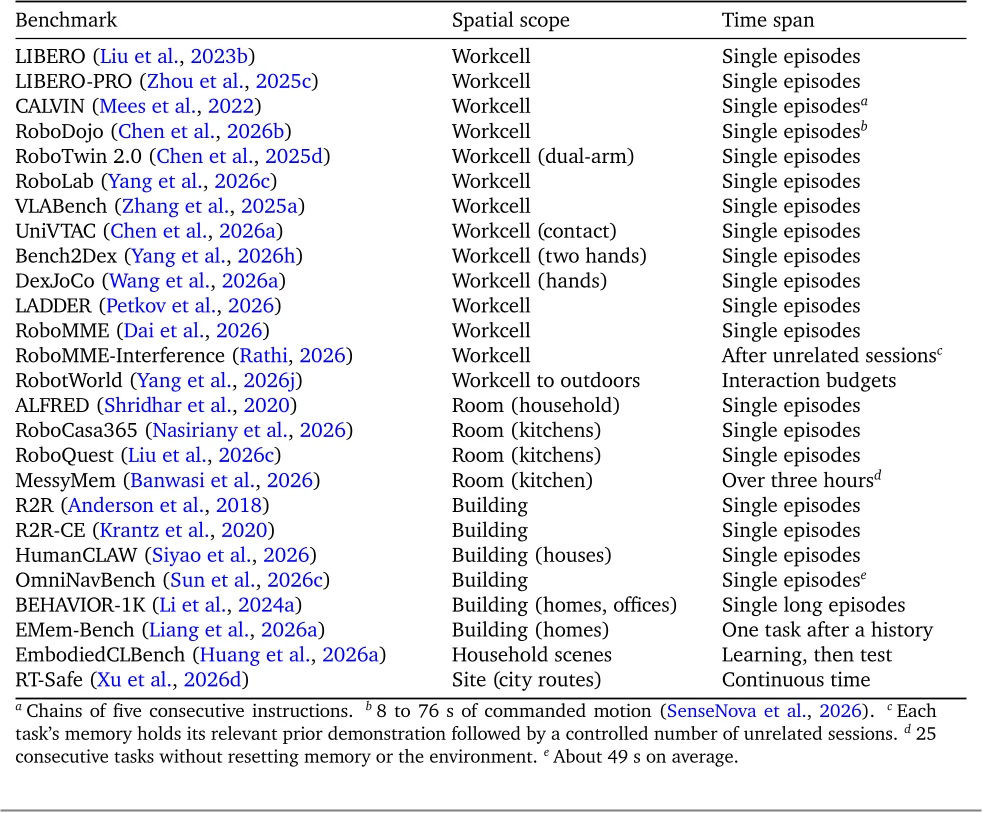 Benchmark Spatial scope Time span
LIBERO (Liu et al., 2023b) Workcell Single episodes
LIBERO-PRO (Zhou et al., 2025c) Workcell Single episodes
CALVIN (Mees et al., 2022) Workcell Single episodesᵃ
RoboDojo (Chen et al., 2026b) Workcell Single episodesᵇ
RoboTwin 2.0 (Chen et al., 2025d) Workcell (dual-arm) Single episodes
RoboLab (Yang et al., 2026c) Workcell Single episodes
VLABench (Zhang et al., 2025a) Workcell Single episodes
UniVTAC (Chen et al., 2026a) Workcell (contact) Single episodes
Bench2Dex (Yang et al., 2026h) Workcell (two hands) Single episodes
DexJoCo (Wang et al., 2026a) Workcell (hands) Single episodes
LADDER (Petkov et al., 2026) Workcell Single episodes
RoboMME (Dai et al., 2026) Workcell Single episodes
RoboMME-Interference (Rathi, 2026) Workcell After unrelated sessionsᶜ
RobotWorld (Yang et al., 2026j) Workcell to outdoors Interaction budgets
ALFRED (Shridhar et al., 2020) Room (household) Single episodes
RoboCasa365 (Nasiriany et al., 2026) Room (kitchens) Single episodes
RoboQuest (Liu et al., 2026c) Room (kitchens) Single episodes
MessyMem (Banwasi et al., 2026) Room (kitchen) Over three hoursᵈ
R2R (Anderson et al., 2018) Building Single episodes
R2R-CE (Krantz et al., 2020) Building Single episodes
HumanCLAW (Siyao et al., 2026) Building (houses) Single episodes
OmniNavBench (Sun et al., 2026c) Building Single episodesᵉ
BEHAVIOR-1K (Li et al., 2024a) Building (homes, offices) Single long episodes
EMem-Bench (Liang et al., 2026a) Building (homes) One task after a history
EmbodiedCLBench (Huang et al., 2026a) Household scenes Learning, then test
RT-Safe (Xu et al., 2026d) Site (city routes) Continuous time
ᵃ Chains of five consecutive instructions. ᵇ 8 to 76 s of commanded motion (SenseNova et al., 2026). ᶜ Each
task's memory holds its relevant prior demonstration followed by a controlled number of unrelated sessions. ᵈ 25
consecutive tasks without resetting memory or the environment. ᵉ About 49 s on average.